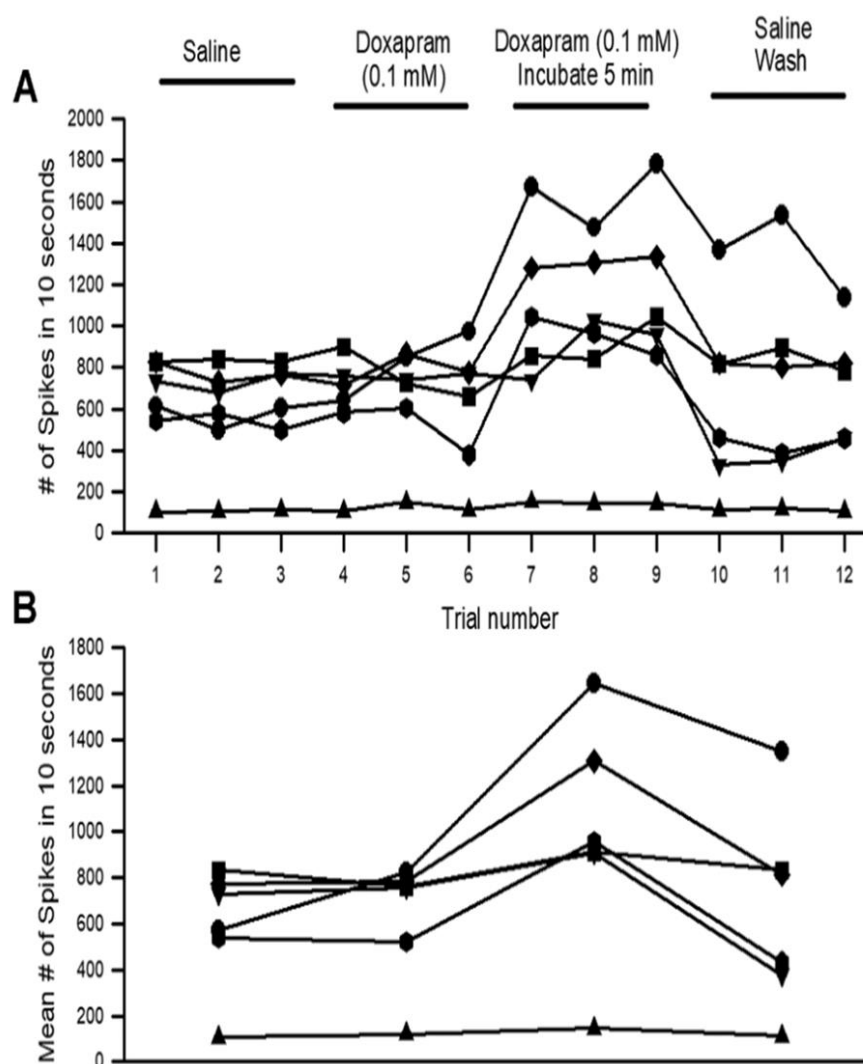 Saline
Doxapram
(0.1 mM)
Doxapram (0.1 mM)
Incubate 5 min
Saline
Wash
A
# of Spikes in 10 seconds
2000
1800
1600
1400
1200
1000
800
600
400
200
0
1 2 3 4 5 6 7 8 9 10 11 12
Trial number
B
Mean # of Spikes in 10 seconds
1800
1600
1400
1200
1000
800
600
400
200
0